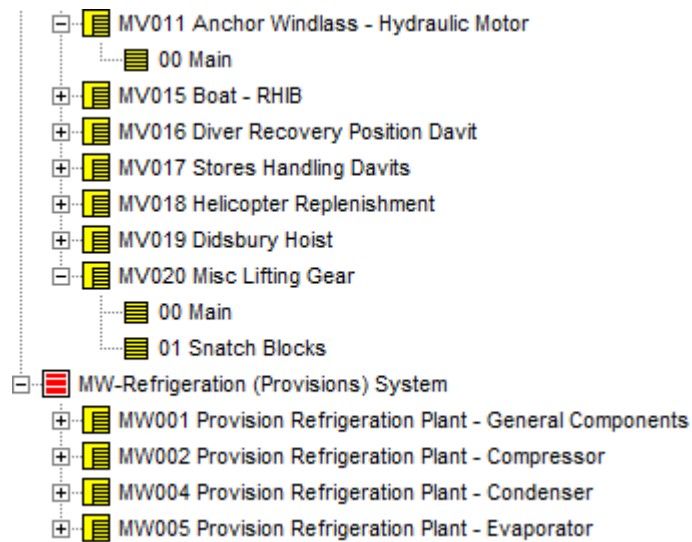 MV011 Anchor Windlass - Hydraulic Motor
00 Main
MV015 Boat - RHIB
MV016 Diver Recovery Position Davit
MV017 Stores Handling Davits
MV018 Helicopter Replenishment
MV019 Didsbury Hoist
MV020 Misc Lifting Gear
00 Main
01 Snatch Blocks
MW-Refrigeration (Provisions) System
MW001 Provision Refrigeration Plant - General Components
MW002 Provision Refrigeration Plant - Compressor
MW004 Provision Refrigeration Plant - Condenser
MW005 Provision Refrigeration Plant - Evaporator